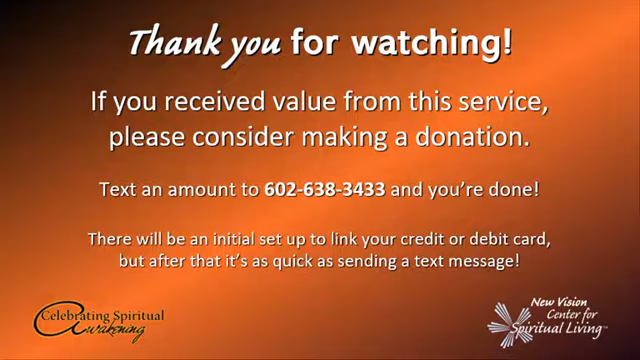 Thank you for watching!
If you received value from this service,
please consider making a donation.
Text an amount to 602-638-3433 and you're done!
There will be an initial set up to link your credit or debit card,
but after that it's as quick as sending a text message!
Celebrating Spiritual
Awakening
New Vision
Center for
Spiritual Living™